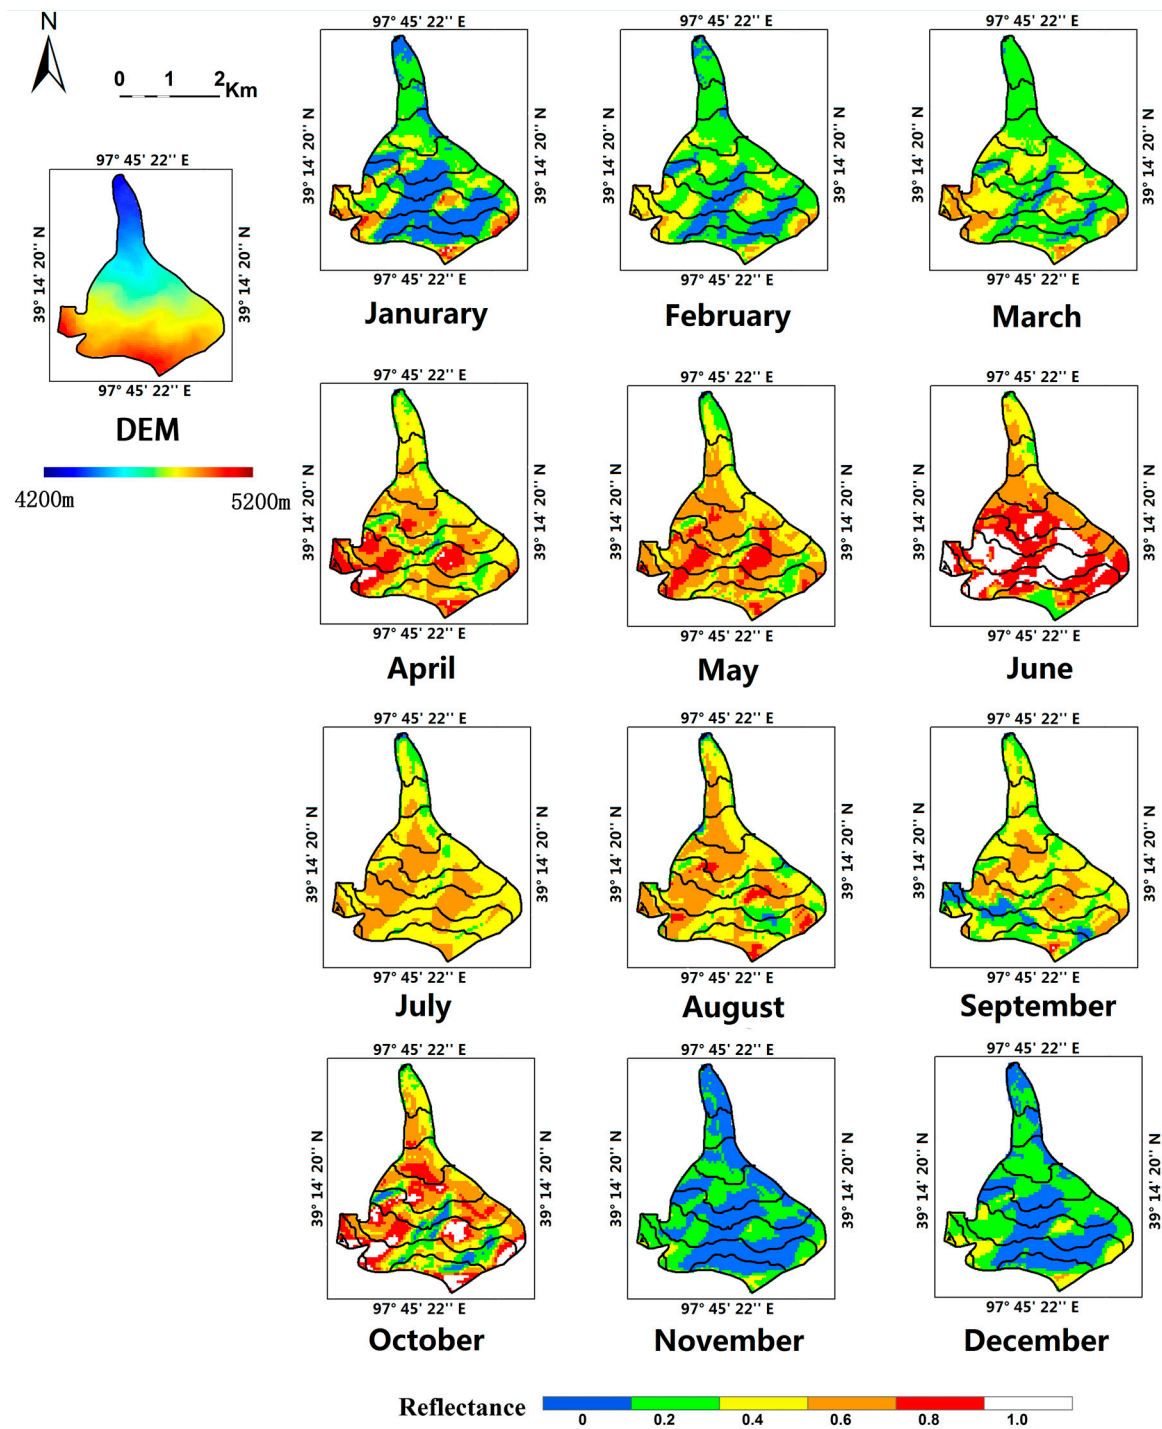 N
0 1 2 Km
97° 45' 22'' E
39° 14' 20'' N
39° 14' 20'' N
97° 45' 22'' E
DEM
4200m 5200m
97° 45' 22'' E
39° 14' 20'' N
39° 14' 20'' N
97° 45' 22'' E
Janurary
97° 45' 22'' E
39° 14' 20'' N
39° 14' 20'' N
97° 45' 22'' E
February
97° 45' 22'' E
39° 14' 20'' N
39° 14' 20'' N
97° 45' 22'' E
March
97° 45' 22'' E
39° 14' 20'' N
39° 14' 20'' N
97° 45' 22'' E
April
97° 45' 22'' E
39° 14' 20'' N
39° 14' 20'' N
97° 45' 22'' E
May
97° 45' 22'' E
39° 14' 20'' N
39° 14' 20'' N
97° 45' 22'' E
June
97° 45' 22'' E
39° 14' 20'' N
39° 14' 20'' N
97° 45' 22'' E
July
97° 45' 22'' E
39° 14' 20'' N
39° 14' 20'' N
97° 45' 22'' E
August
97° 45' 22'' E
39° 14' 20'' N
39° 14' 20'' N
97° 45' 22'' E
September
97° 45' 22'' E
39° 14' 20'' N
39° 14' 20'' N
97° 45' 22'' E
October
97° 45' 22'' E
39° 14' 20'' N
39° 14' 20'' N
97° 45' 22'' E
November
97° 45' 22'' E
39° 14' 20'' N
39° 14' 20'' N
97° 45' 22'' E
December
Reflectance
0 0.2 0.4 0.6 0.8 1.0